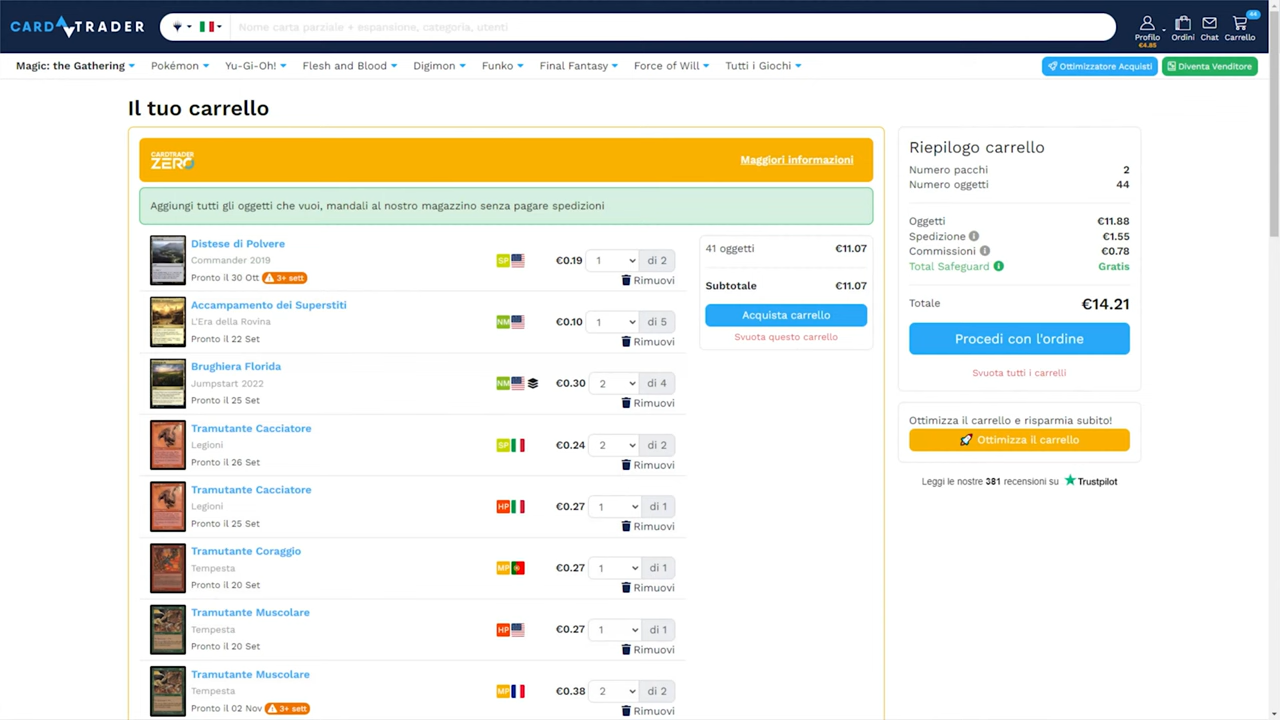 CARD TRADER
Nome carta parziale + espansione, categoria, utenti
44
Profilo
Ordini
Chat
Carrello
€4.85
Magic: the Gathering
Pokémon
Yu-Gi-Oh!
Flesh and Blood
Digimon
Funko
Final Fantasy
Force of Will
Tutti i Giochi
Ottimizzatore Acquisti
Diventa Venditore
Il tuo carrello
CARDTRADER
ZERO
Maggiori informazioni
Aggiungi tutti gli oggetti che vuoi, mandali al nostro magazzino senza pagare spedizioni
Distese di Polvere
Commander 2019
Pronto il 30 Ott 3+ sett
SP €0.19 1 di 2
Rimuovi
Accampamento dei Superstiti
L'Era della Rovina
Pronto il 22 Set
NM €0.10 1 di 5
Rimuovi
Brughiera Florida
Jumpstart 2022
Pronto il 25 Set
NM €0.30 2 di 4
Rimuovi
Tramutante Cacciatore
Legioni
Pronto il 26 Set
SP €0.24 2 di 2
Rimuovi
Tramutante Cacciatore
Legioni
Pronto il 25 Set
HP €0.27 1 di 1
Rimuovi
Tramutante Coraggio
Tempesta
Pronto il 20 Set
MP €0.27 1 di 1
Rimuovi
Tramutante Muscolare
Tempesta
Pronto il 20 Set
HP €0.27 1 di 1
Rimuovi
Tramutante Muscolare
Tempesta
Pronto il 02 Nov 3+ sett
MP €0.38 2 di 2
Rimuovi
41 oggetti €11.07
Subtotale €11.07
Acquista carrello
Svuota questo carrello
Riepilogo carrello
Numero pacchi 2
Numero oggetti 44
Oggetti €11.88
Spedizione €1.55
Commissioni €0.78
Total Safeguard Gratis
Totale €14.21
Procedi con l'ordine
Svuota tutti i carrelli
Ottimizza il carrello e risparmia subito!
Ottimizza il carrello
Leggi le nostre 381 recensioni su Trustpilot